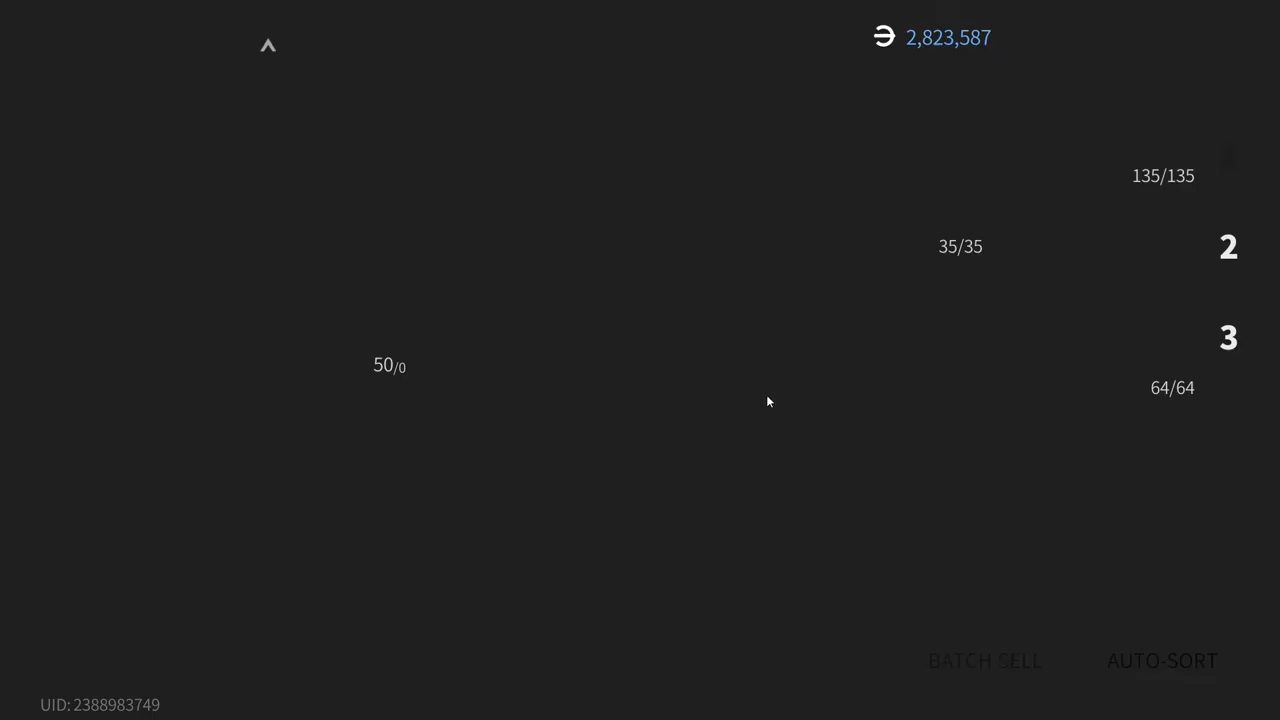 2,823,587
135/135
35/35
2
3
50/0
64/64
BATCH SELL
AUTO-SORT
UID: 2388983749